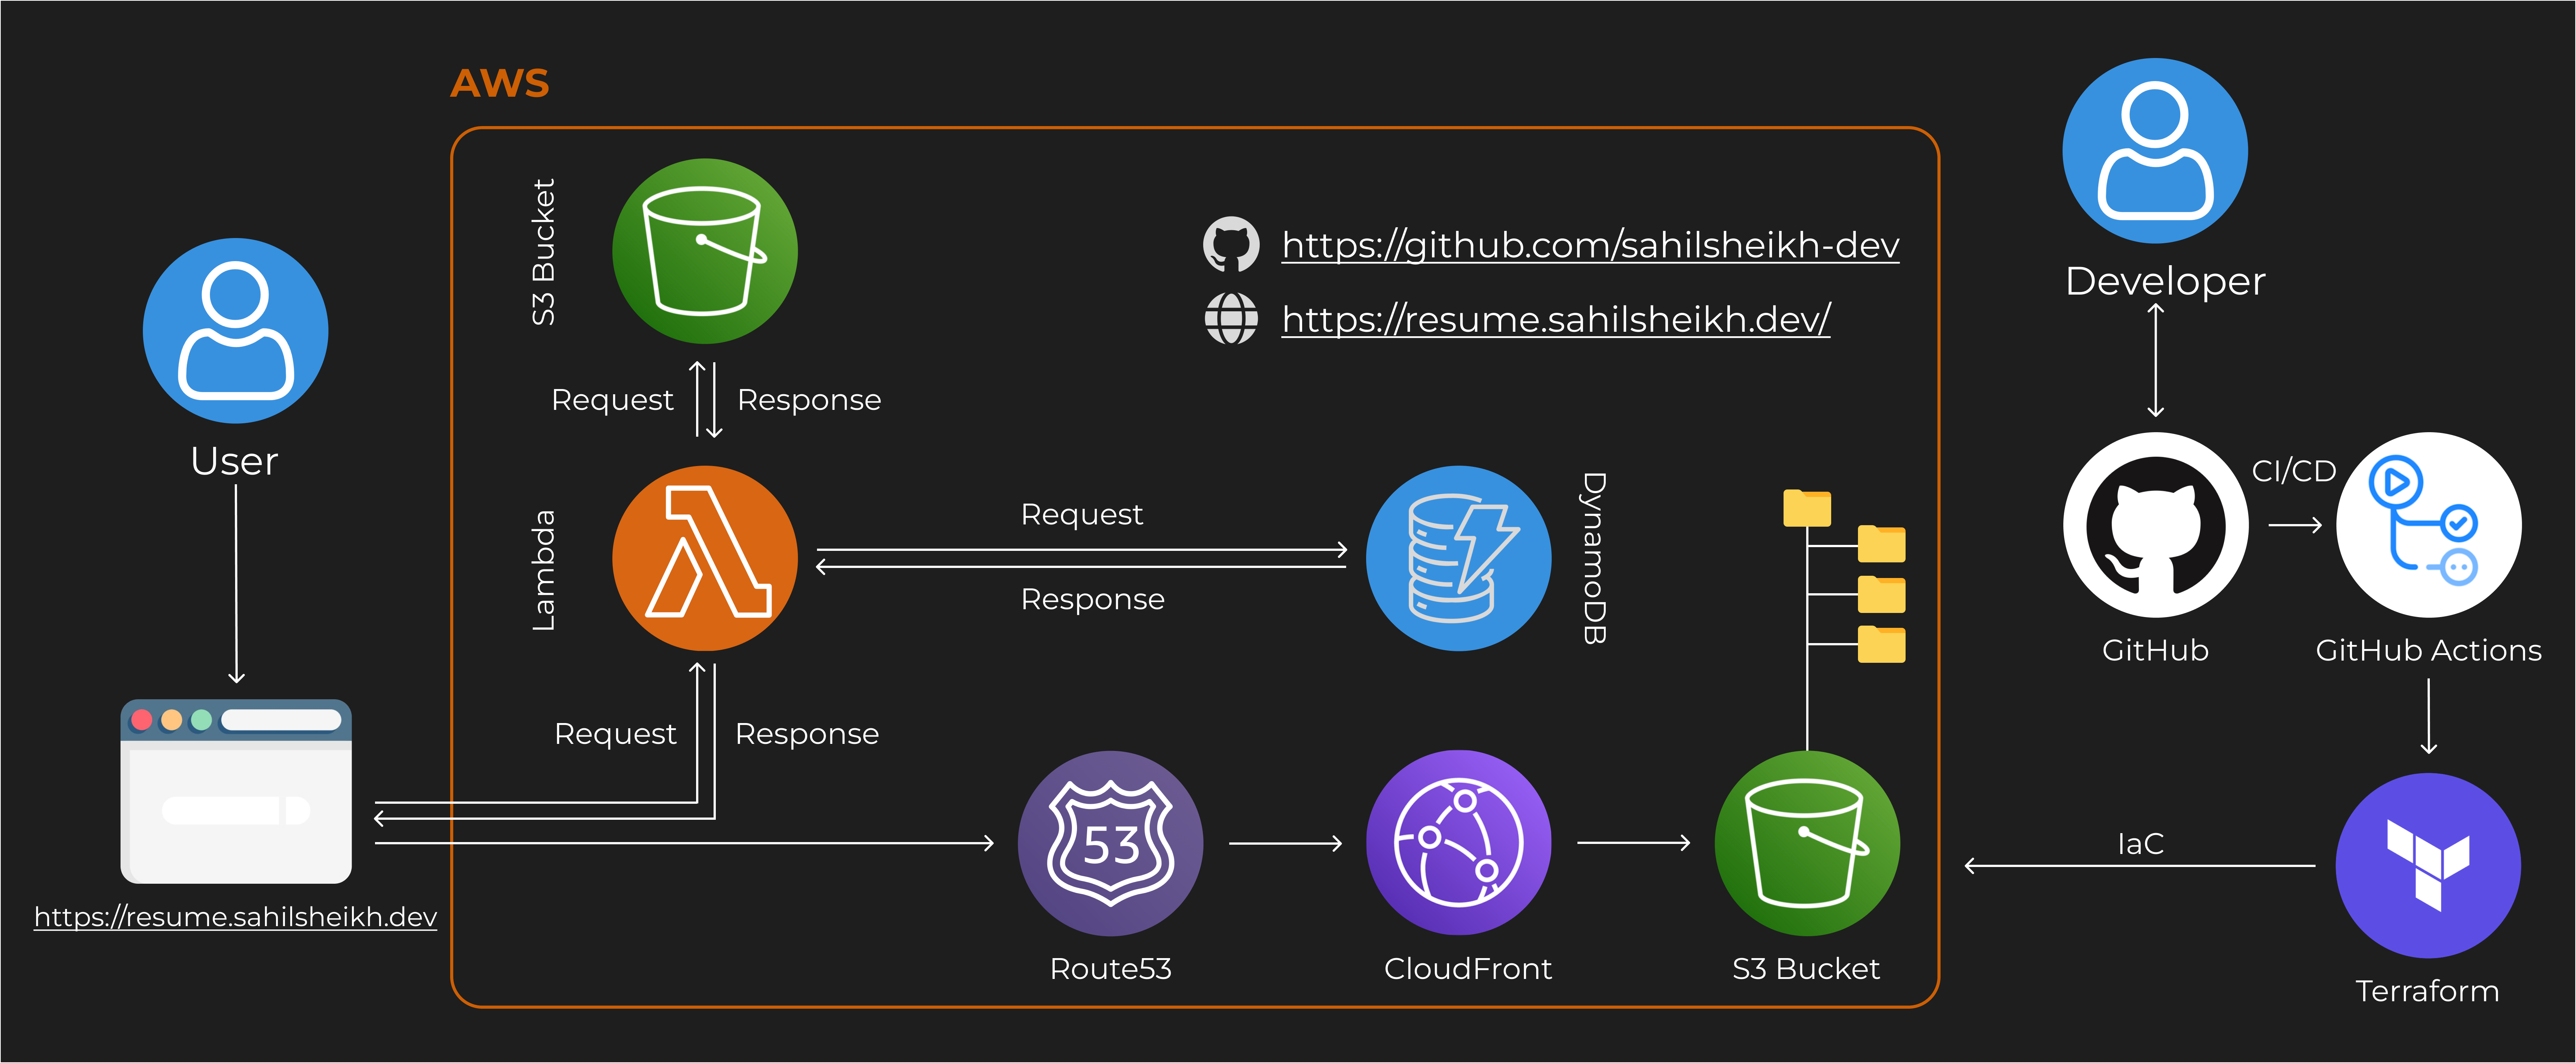 AWS
S3 Bucket
https://github.com/sahilsheikh-dev
https://resume.sahilsheikh.dev/
Developer
Request
Response
User
CI/CD
Lambda
Request
Response
DynamoDB
GitHub
GitHub Actions
Request
Response
53
IaC
https://resume.sahilsheikh.dev
Route53
CloudFront
S3 Bucket
Terraform